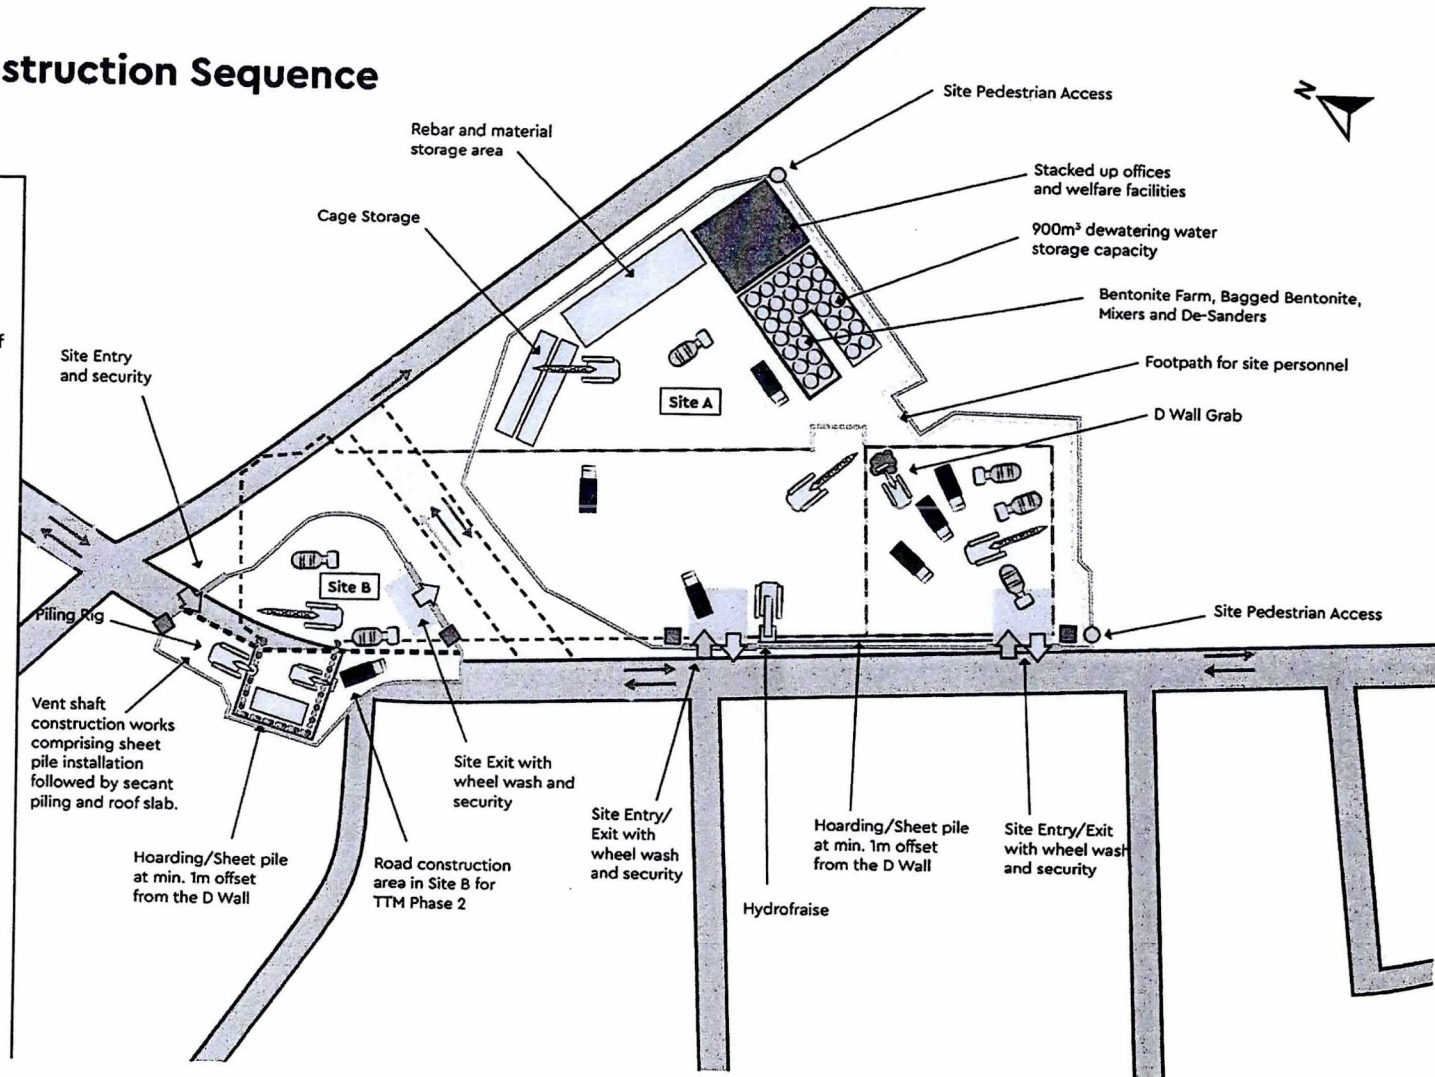 struction Sequence
N
Site Pedestrian Access
Rebar and material
storage area
Stacked up offices
and welfare facilities
Cage Storage
900m³ dewatering water
storage capacity
Bentonite Farm, Bagged Bentonite,
Mixers and De-Sanders
f
Site Entry
and security
Footpath for site personnel
Site A
D Wall Grab
Site B
Piling Rig
Site Pedestrian Access
Vent shaft
construction works
comprising sheet
pile installation
followed by secant
piling and roof slab.
Site Exit with
wheel wash and
security
Site Entry/
Exit with
wheel wash
and security
Hoarding/Sheet pile
at min. 1m offset
from the D Wall
Site Entry/Exit
with wheel wash
and security
Hoarding/Sheet pile
at min. 1m offset
from the D Wall
Road construction
area in Site B for
TTM Phase 2
Hydrofraise